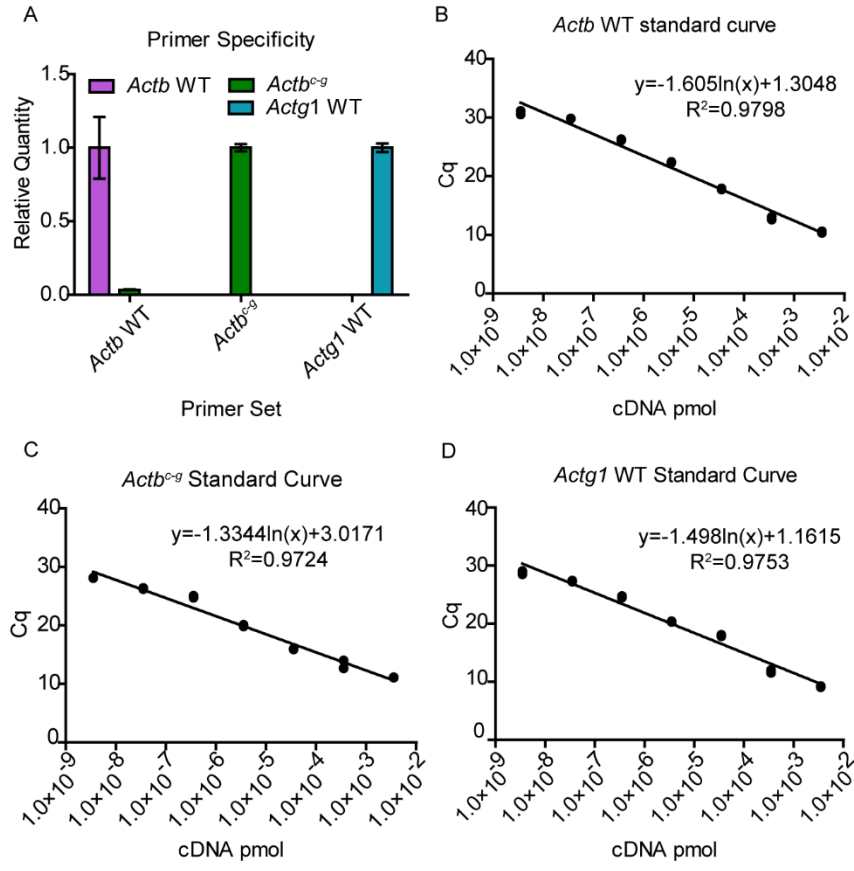 A
Primer Specificity
Actb WT
Actb^c-g
Actg1 WT
Relative Quantity
1.5
1.0
0.5
0.0
Actb WT
Actb^c-g
Actg1 WT
Primer Set
B
Actb WT standard curve
y=-1.605ln(x)+1.3048
R²=0.9798
Cq
40
30
20
10
0
1.0×10^-9
1.0×10^-8
1.0×10^-7
1.0×10^-6
1.0×10^-5
1.0×10^-4
1.0×10^-3
1.0×10^-2
cDNA pmol
C
Actb^c-g Standard Curve
y=-1.3344ln(x)+3.0171
R²=0.9724
Cq
40
30
20
10
0
1.0×10^-9
1.0×10^-8
1.0×10^-7
1.0×10^-6
1.0×10^-5
1.0×10^-4
1.0×10^-3
1.0×10^-2
cDNA pmol
D
Actg1 WT Standard Curve
y=-1.498ln(x)+1.1615
R²=0.9753
Cq
40
30
20
10
0
1.0×10^-9
1.0×10^-8
1.0×10^-7
1.0×10^-6
1.0×10^-5
1.0×10^-4
1.0×10^-3
1.0×10^-2
cDNA pmol